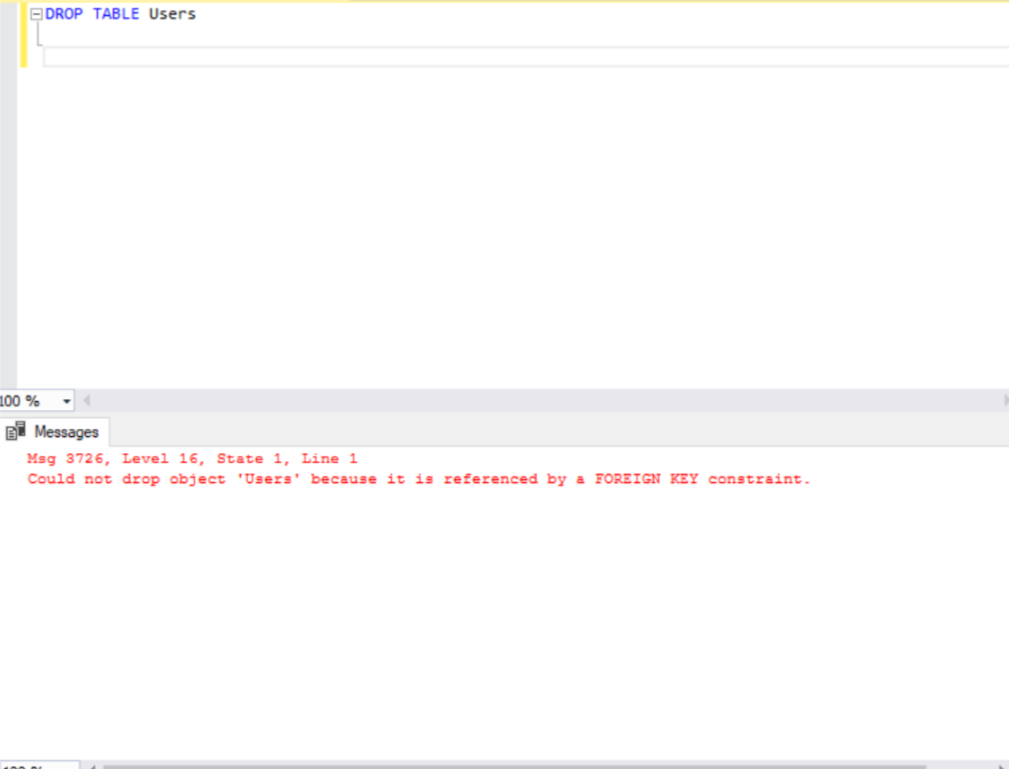 DROP TABLE Users
100 %
Messages
Msg 3726, Level 16, State 1, Line 1
Could not drop object 'Users' because it is referenced by a FOREIGN KEY constraint.